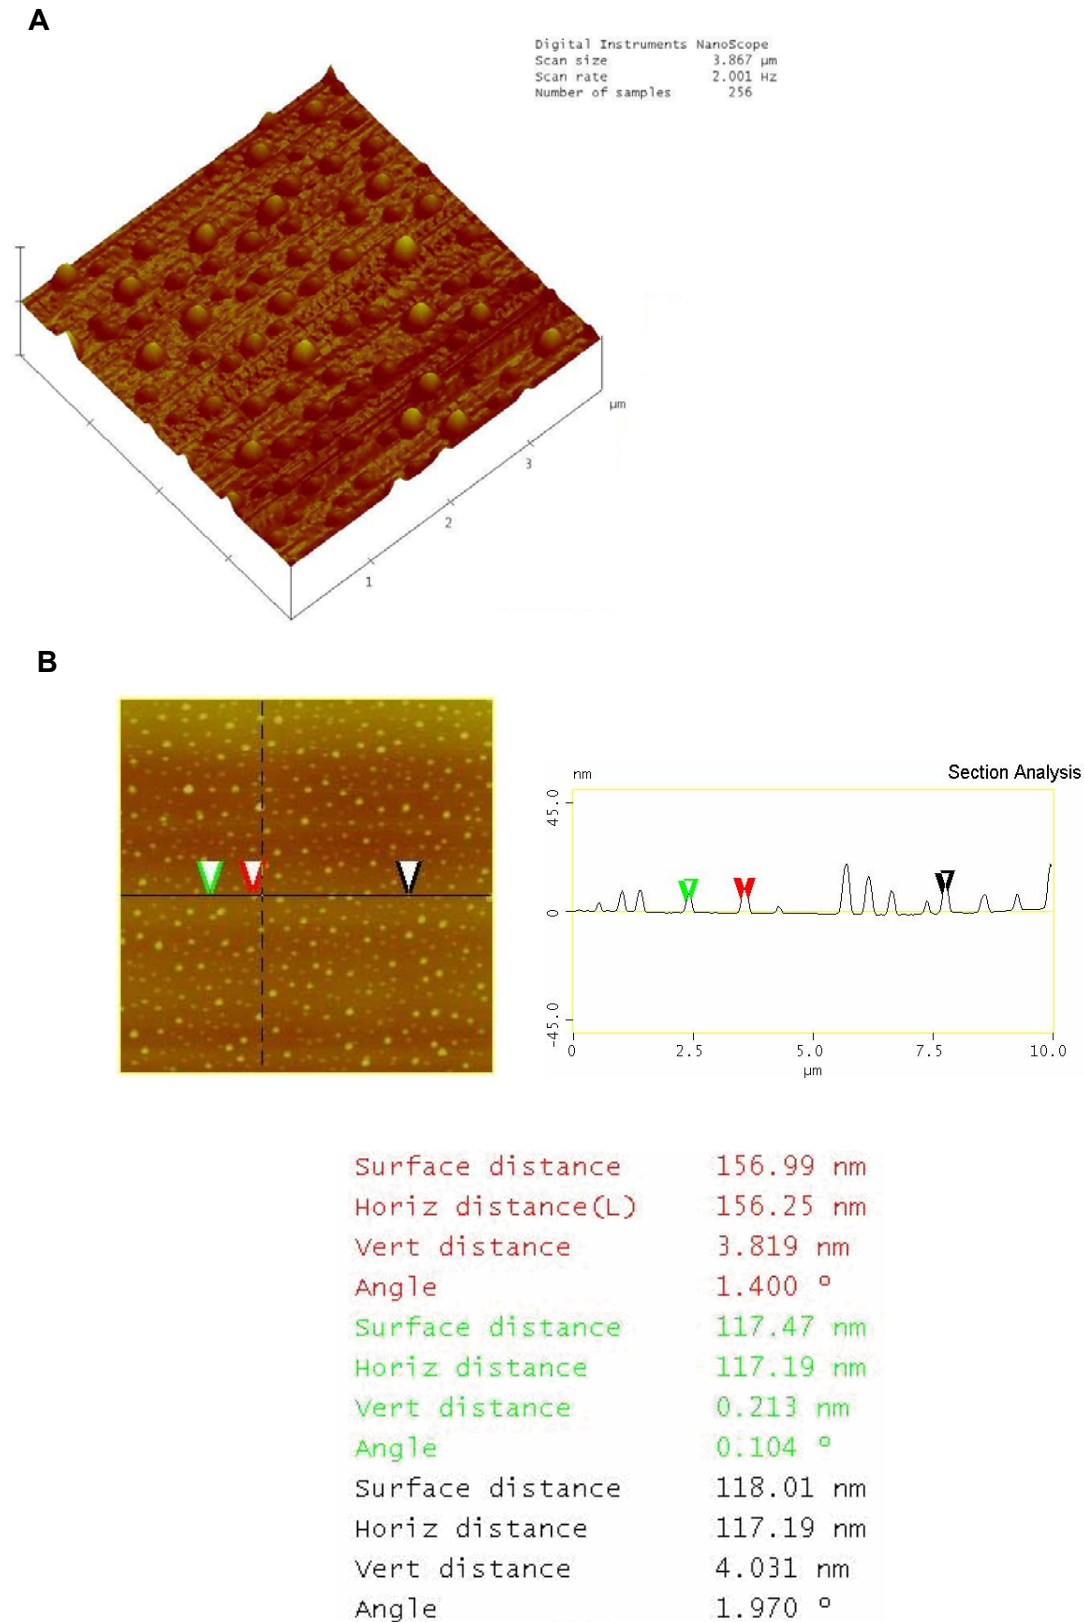 A
Digital Instruments NanoScope
Scan size 3.867 µm
Scan rate 2.001 Hz
Number of samples 256
µm
3
2
1
B
nm
Section Analysis
45.0
0
-45.0
0 2.5 5.0 7.5 10.0
µm
Surface distance 156.99 nm
Horiz distance(L) 156.25 nm
Vert distance 3.819 nm
Angle 1.400 °
Surface distance 117.47 nm
Horiz distance 117.19 nm
Vert distance 0.213 nm
Angle 0.104 °
Surface distance 118.01 nm
Horiz distance 117.19 nm
Vert distance 4.031 nm
Angle 1.970 °